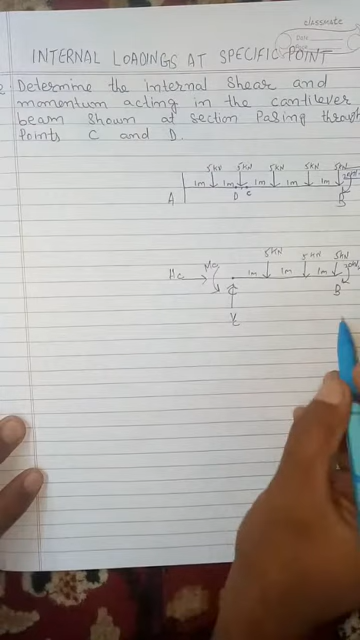 classmate
Date
Page
INTERNAL LOADINGS AT SPECIFIC POINT
Determine the internal Shear and
momentum acting in the cantilever
beam shown at section Pasing through
Points C and D.
5kN 5kN 5kN 5kN 5kN
1m 1m 1m 1m 1m
A D C B
5kN 5kN 5kN
Hc Mc 1m 1m 1m
C B
Vc